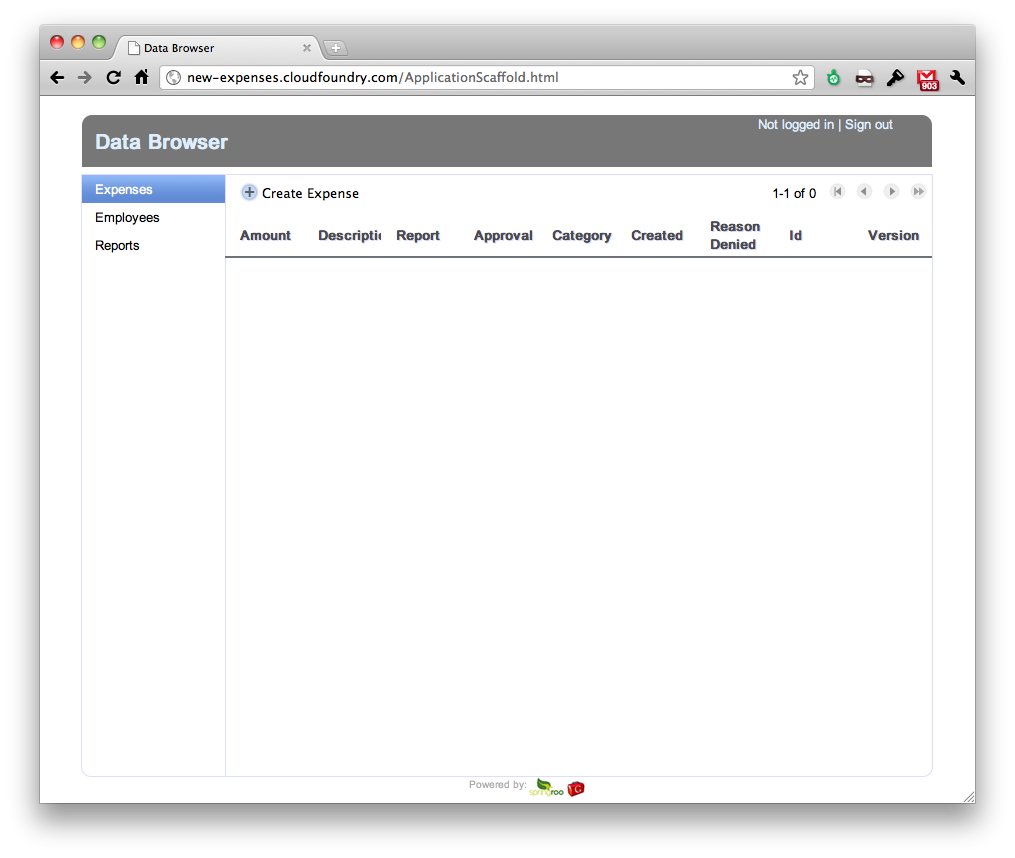 Data Browser
new-expenses.cloudfoundry.com/ApplicationScaffold.html
903
Not logged in | Sign out
Data Browser
Expenses
Employees
Reports
Create Expense
1-1 of 0
Amount Descriptic Report Approval Category Created Reason Denied Id Version
Powered by: spring roo G